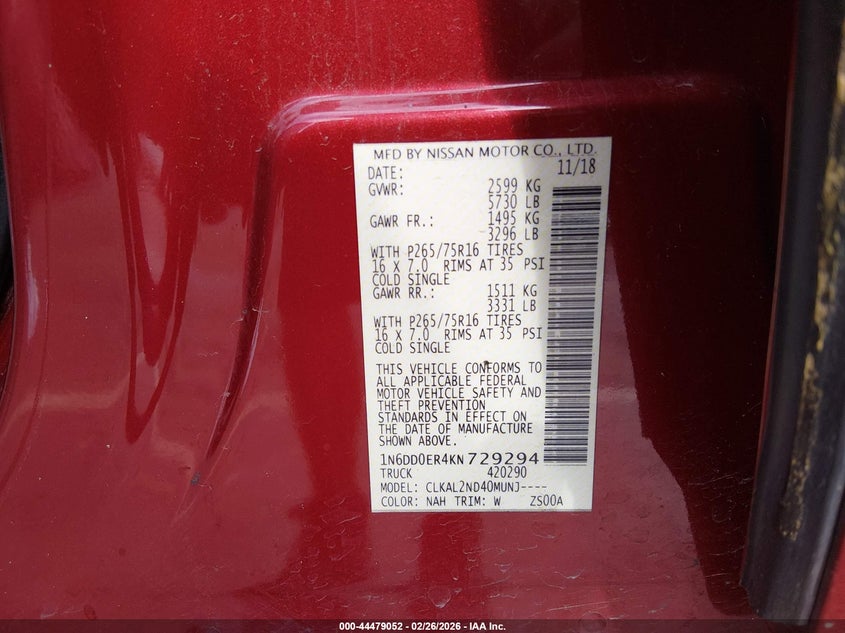 MFD BY NISSAN MOTOR CO., LTD.
DATE: 11/18
GVWR: 2599 KG
5730 LB
GAWR FR.: 1495 KG
3296 LB
WITH P265/75R16 TIRES
16 X 7.0 RIMS AT 35 PSI
COLD SINGLE
GAWR RR.: 1511 KG
3331 LB
WITH P265/75R16 TIRES
16 X 7.0 RIMS AT 35 PSI
COLD SINGLE
THIS VEHICLE CONFORMS TO
ALL APPLICABLE FEDERAL
MOTOR VEHICLE SAFETY AND
THEFT PREVENTION
STANDARDS IN EFFECT ON
THE DATE OF MANUFACTURE
SHOWN ABOVE.
1N6DD0ER4KN729294
TRUCK 420290
MODEL: CLKAL2ND40MUNJ----
COLOR: NAH TRIM: W ZS00A
000-44479052 - 02/26/2026 - IAA Inc.